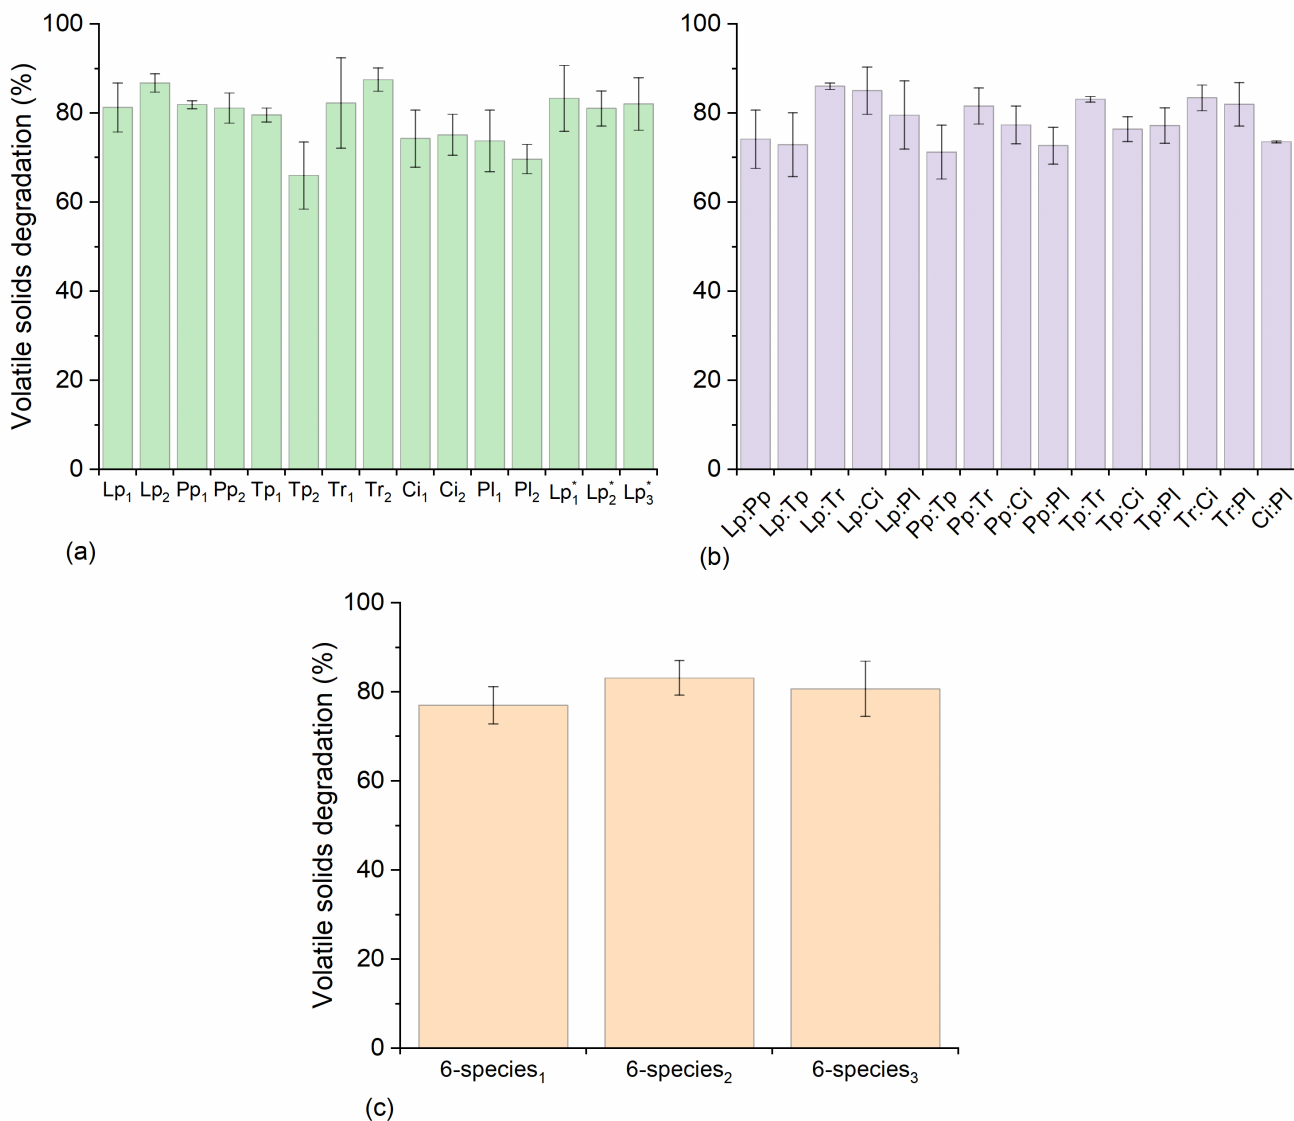 Volatile solids degradation (%)
100
80
60
40
20
0
Lp₁ Lp₂ Pp₁ Pp₂ Tp₁ Tp₂ Tr₁ Tr₂ Ci₁ Ci₂ Pl₁ Pl₂ Lp₁* Lp₂* Lp₃*
(a)
100
80
60
40
20
0
Lp:Pp
Lp:Tp
Lp:Tr
Lp:Ci
Lp:Pl
Pp:Tp
Pp:Tr
Pp:Ci
Pp:Pl
Tp:Tr
Tp:Ci
Tp:Pl
Tr:Ci
Tr:Pl
Ci:Pl
(b)
Volatile solids degradation (%)
100
80
60
40
20
0
6-species₁ 6-species₂ 6-species₃
(c)